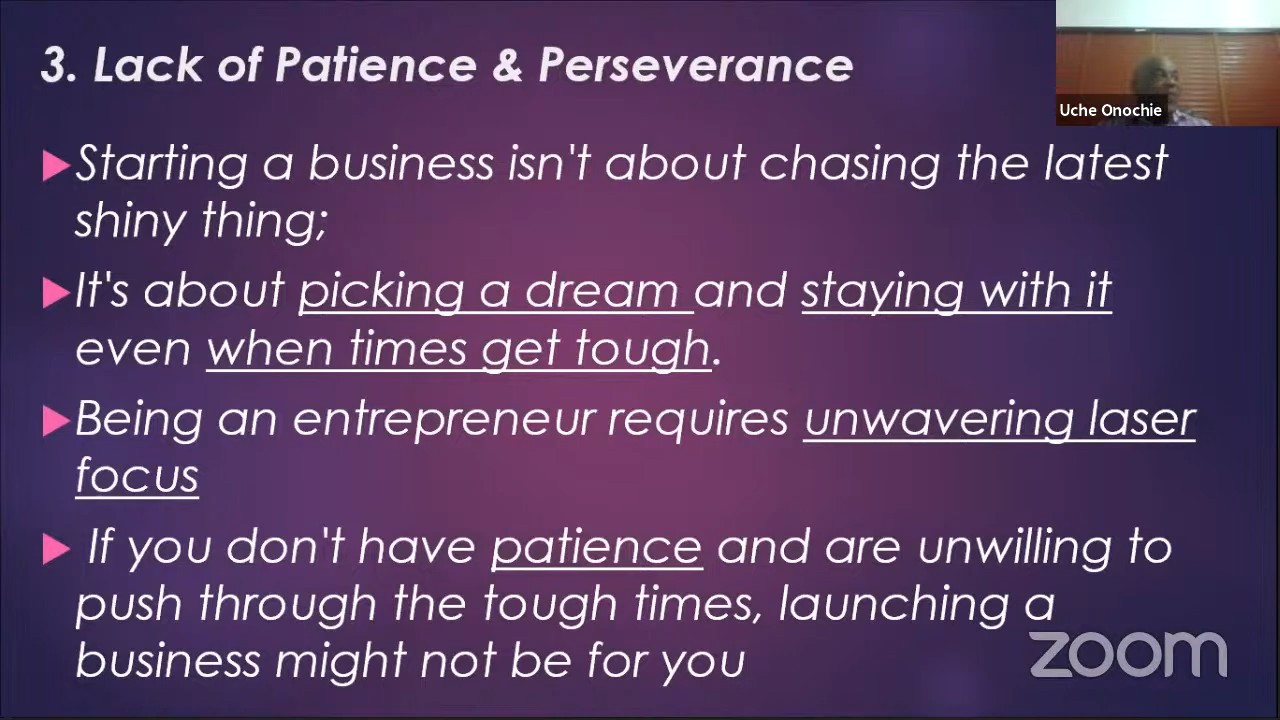 3. Lack of Patience & Perseverance
Uche Onochie
Starting a business isn't about chasing the latest
shiny thing;
It's about picking a dream and staying with it
even when times get tough.
Being an entrepreneur requires unwavering laser
focus
If you don't have patience and are unwilling to
push through the tough times, launching a
business might not be for you
zoom